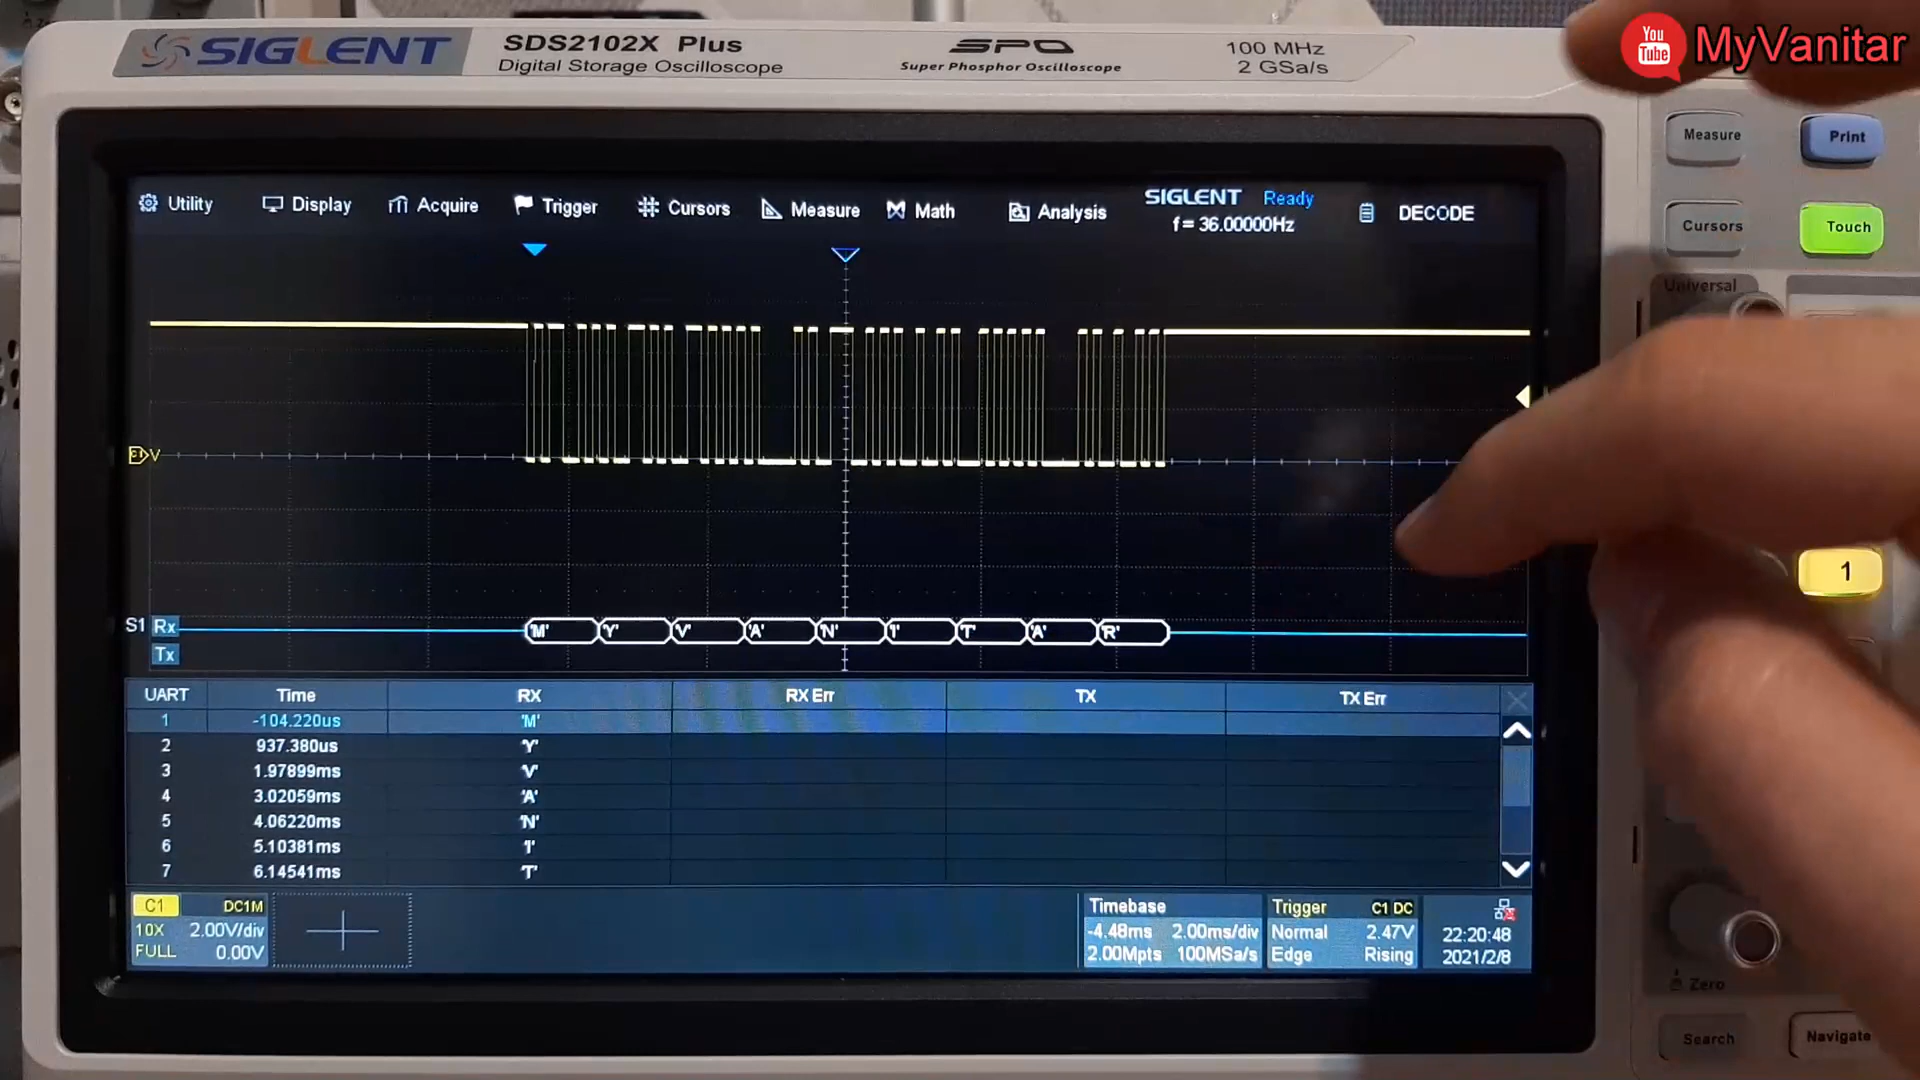 SIGLENT SDS2102X Plus SPO 100 MHz
Digital Storage Oscilloscope Super Phosphor Oscilloscope 2 GSa/s
You Tube MyVanitar
Measure Print
Utility Display Acquire Trigger Cursors Measure Math Analysis SIGLENT Ready DECODE
f = 36.00000Hz
Cursors Touch
Universal
C1 V
1
S1 Rx 'M' 'Y' 'V' 'A' 'N' 'I' 'T' 'A' 'R'
Tx
UART Time RX RX Err TX TX Err
1 -104.220us 'M'
2 937.380us 'Y'
3 1.97899ms 'V'
4 3.02059ms 'A'
5 4.06220ms 'N'
6 5.10381ms 'I'
7 6.14541ms 'T'
C1 DC1M
10X 2.00V/div
FULL 0.00V
Timebase
-4.48ms 2.00ms/div
2.00Mpts 100MSa/s
Trigger C1 DC
Normal 2.47V
Edge Rising
22:20:48
2021/2/8
Zero
Search Navigate